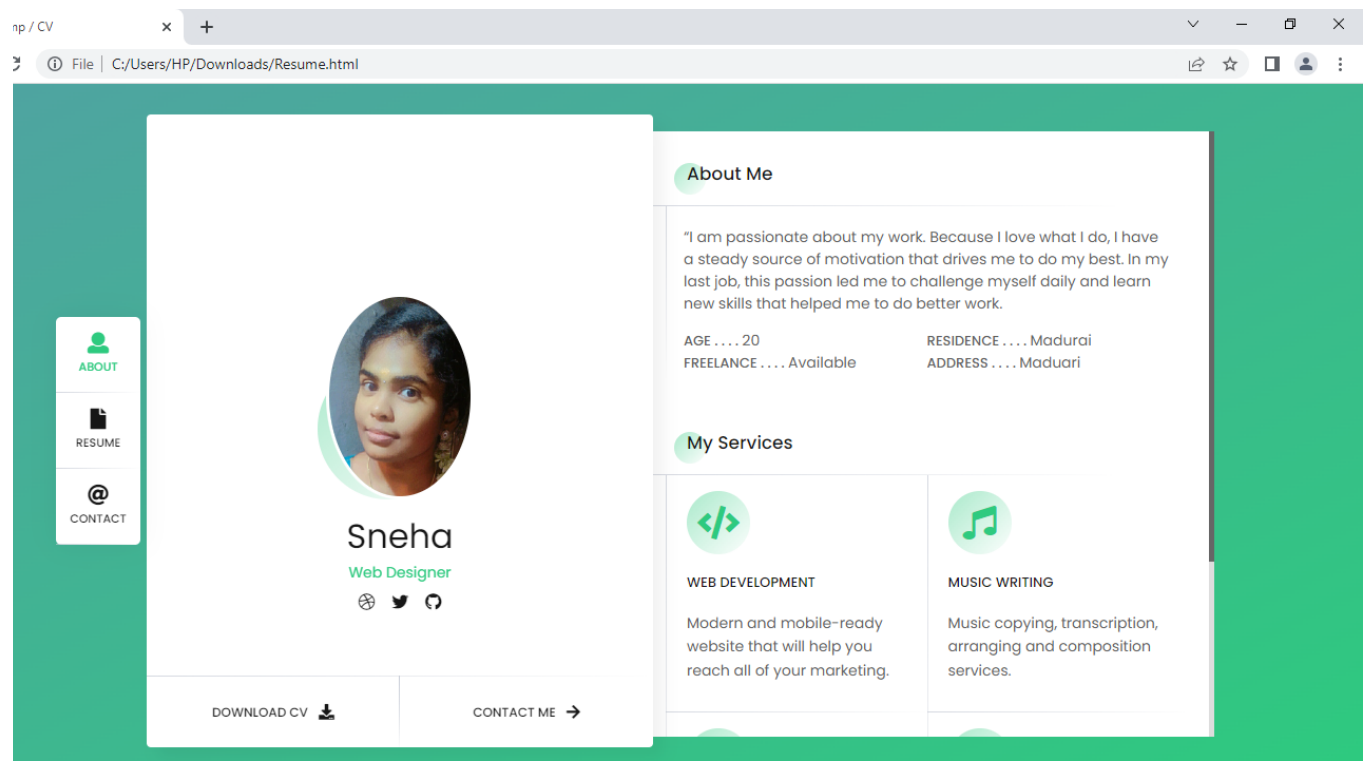 mp / CV
File | C:/Users/HP/Downloads/Resume.html
ABOUT
RESUME
CONTACT
Sneha
Web Designer
DOWNLOAD CV
CONTACT ME
About Me
“I am passionate about my work. Because I love what I do, I have
a steady source of motivation that drives me to do my best. In my
last job, this passion led me to challenge myself daily and learn
new skills that helped me to do better work.
AGE . . . . 20
RESIDENCE . . . . Madurai
FREELANCE . . . . Available
ADDRESS . . . . Maduari
My Services
WEB DEVELOPMENT
Modern and mobile-ready
website that will help you
reach all of your marketing.
MUSIC WRITING
Music copying, transcription,
arranging and composition
services.